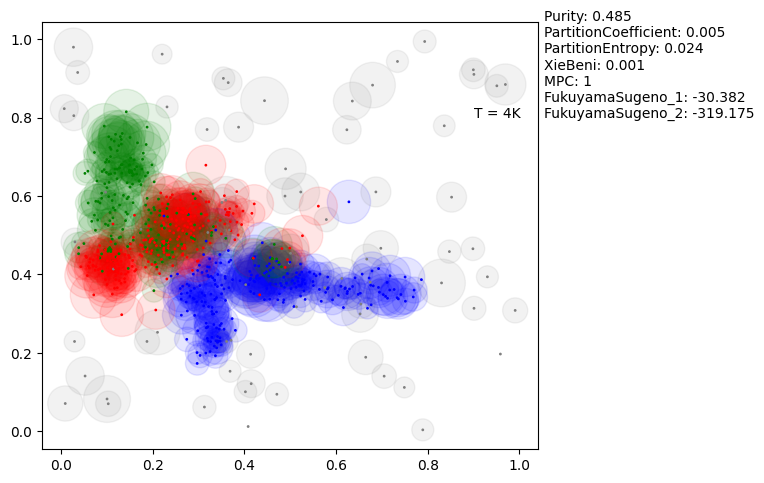 Purity: 0.485
PartitionCoefficient: 0.005
PartitionEntropy: 0.024
XieBeni: 0.001
MPC: 1
FukuyamaSugeno_1: -30.382
FukuyamaSugeno_2: -319.175
T = 4K
1.0
0.8
0.6
0.4
0.2
0.0
0.0 0.2 0.4 0.6 0.8 1.0